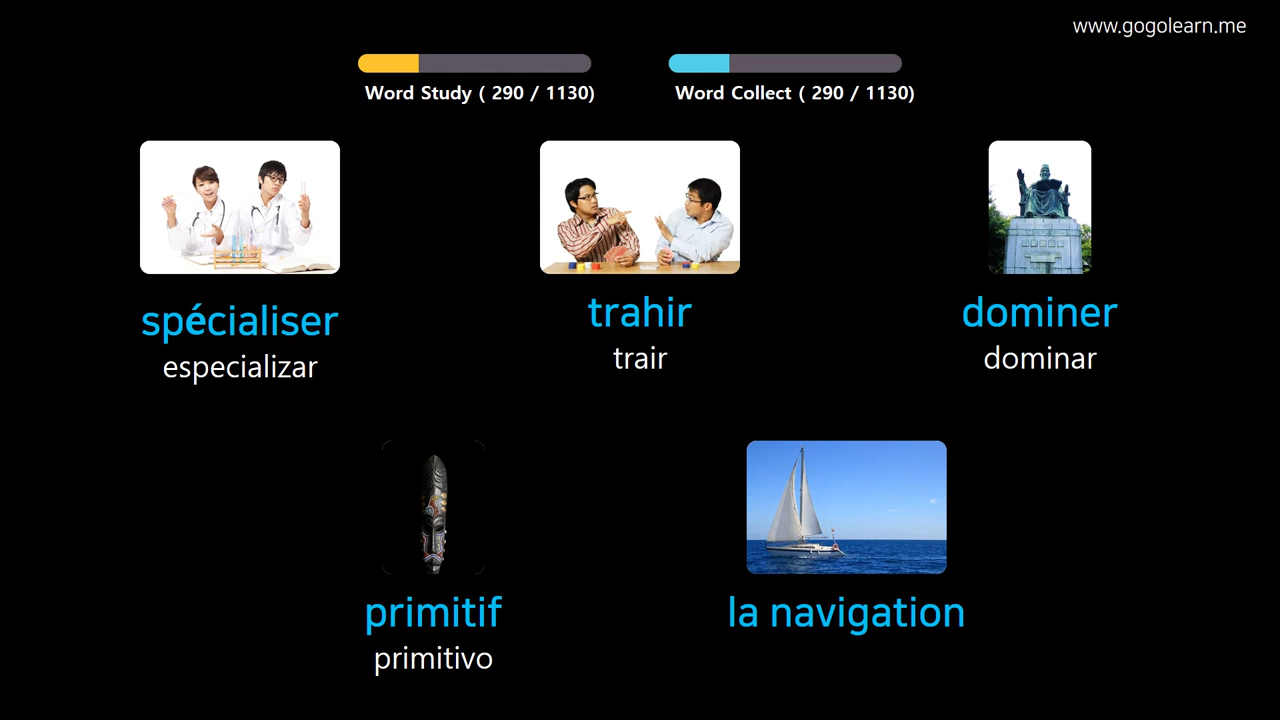 www.gogolearn.me
Word Study ( 290 / 1130)
Word Collect ( 290 / 1130)
spécialiser
especializar
trahir
trair
dominer
dominar
primitif
primitivo
la navigation